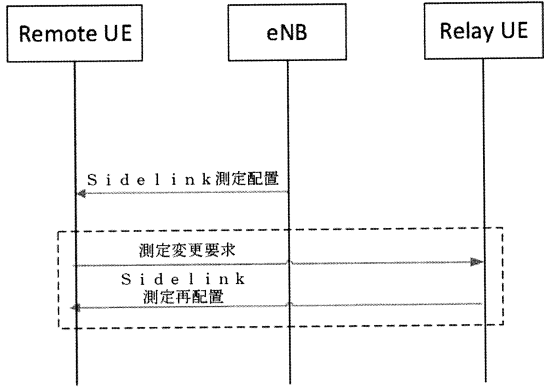 Remote UE
eNB
Relay UE
Ｓｉｄｅｌｉｎｋ測定配置
測定変更要求
Ｓｉｄｅｌｉｎｋ
測定再配置